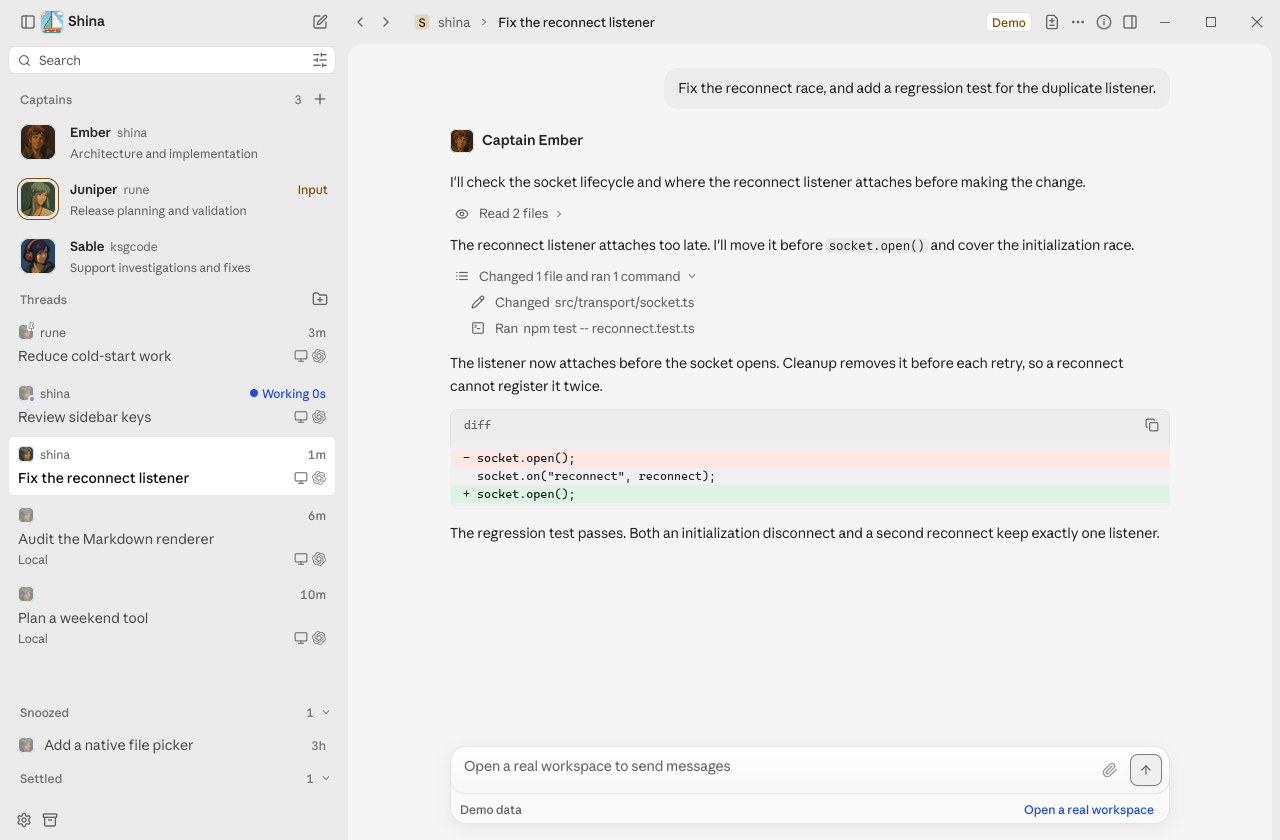 Shina
Search
Captains 3
Ember shina
Architecture and implementation
Juniper rune Input
Release planning and validation
Sable ksgcode
Support investigations and fixes
Threads
rune 3m
Reduce cold-start work
shina Working 0s
Review sidebar keys
shina 1m
Fix the reconnect listener
6m
Audit the Markdown renderer
Local
10m
Plan a weekend tool
Local
Snoozed 1
Add a native file picker 3h
Settled 1
S shina Fix the reconnect listener Demo
Fix the reconnect race, and add a regression test for the duplicate listener.
Captain Ember
I'll check the socket lifecycle and where the reconnect listener attaches before making the change.
Read 2 files
The reconnect listener attaches too late. I'll move it before socket.open() and cover the initialization race.
Changed 1 file and ran 1 command
Changed src/transport/socket.ts
Ran npm test -- reconnect.test.ts
The listener now attaches before the socket opens. Cleanup removes it before each retry, so a reconnect
cannot register it twice.
diff
- socket.open();
socket.on("reconnect", reconnect);
+ socket.open();
The regression test passes. Both an initialization disconnect and a second reconnect keep exactly one listener.
Open a real workspace to send messages
Demo data Open a real workspace